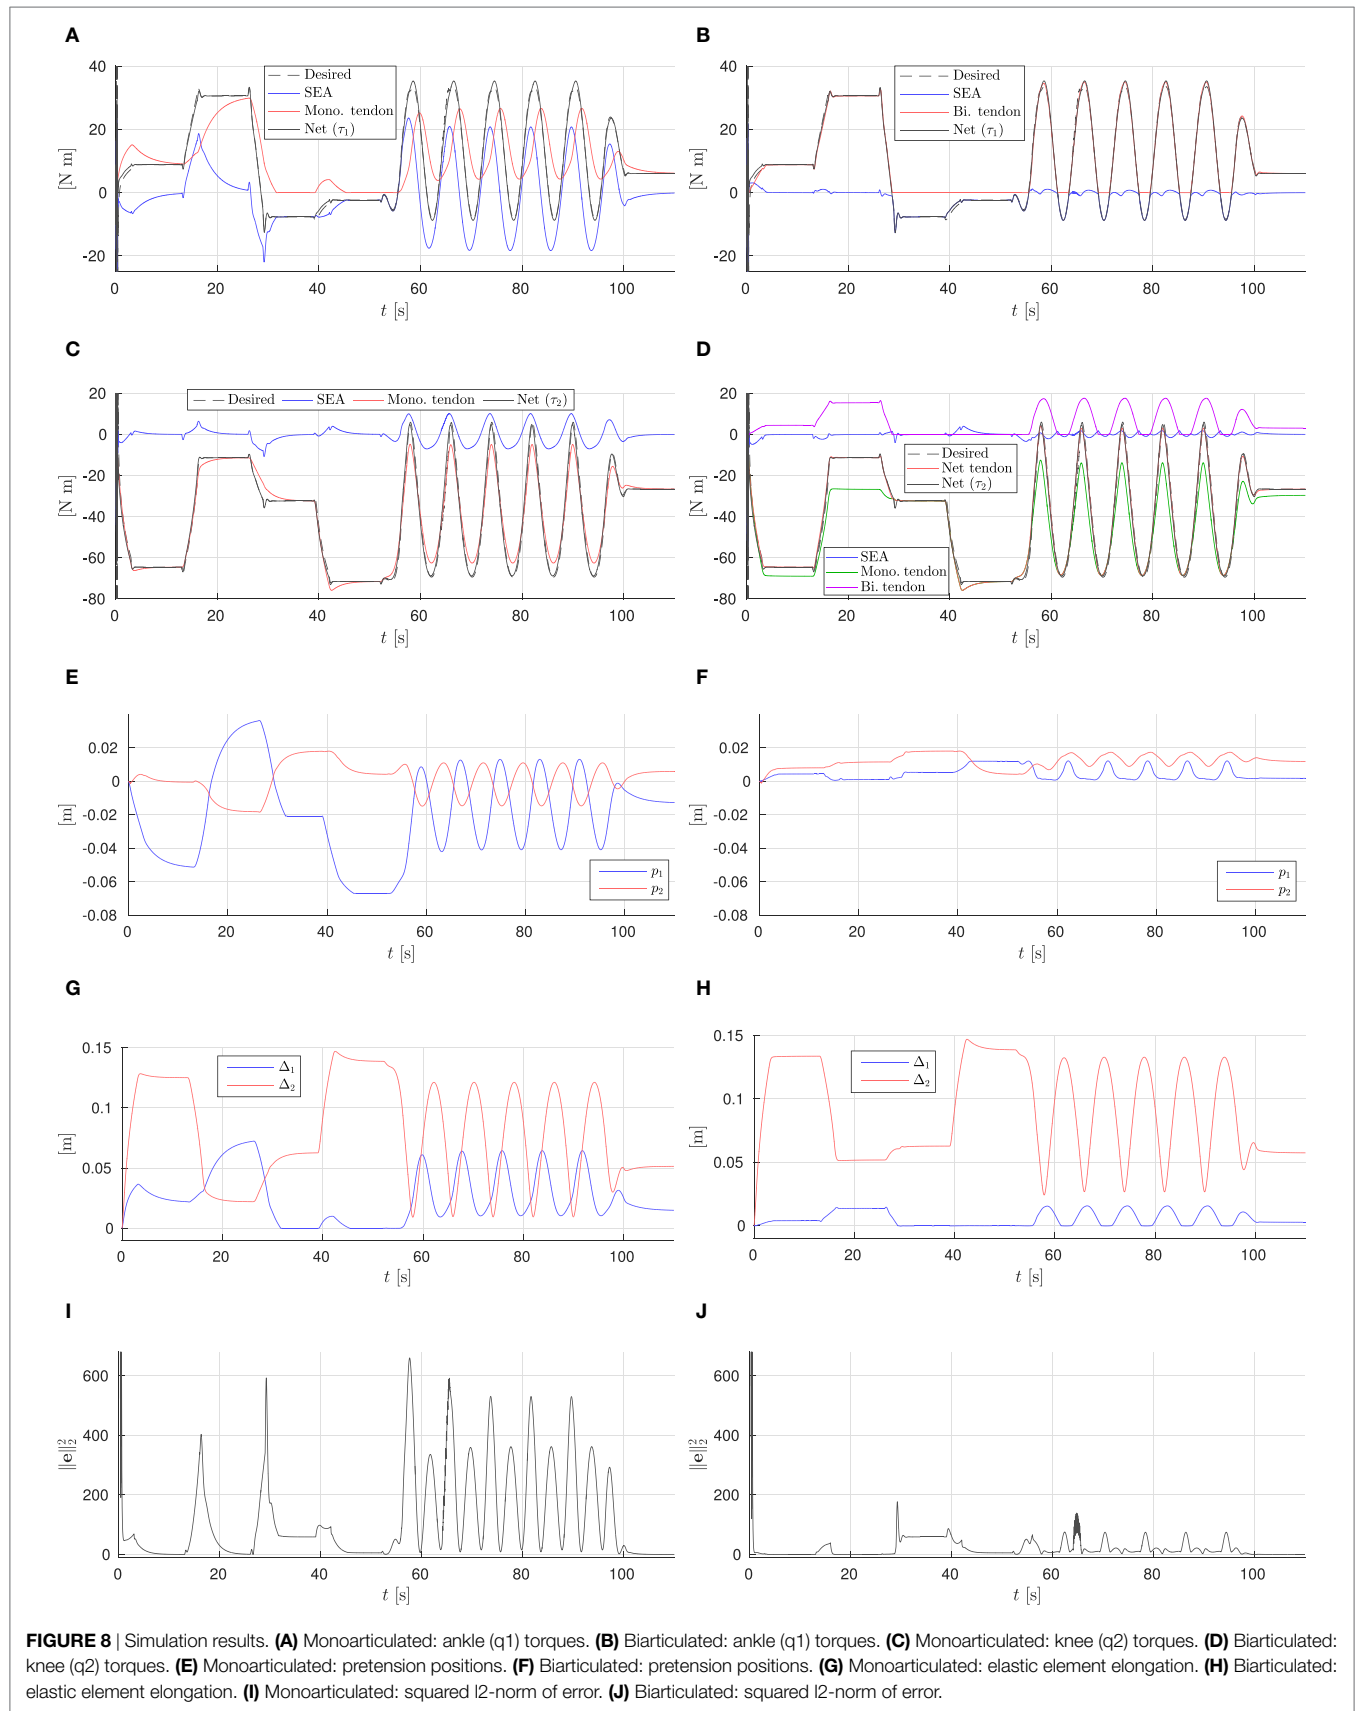 A
40
20
0
-20
[N m]
Desired
SEA
Mono. tendon
Net (τ₁)
0 20 40 60 80 100
t [s]
B
40
20
0
-20
[N m]
Desired
SEA
Bi. tendon
Net (τ₁)
0 20 40 60 80 100
t [s]
C
20
0
-20
-40
-60
-80
[N m]
Desired SEA Mono. tendon Net (τ₂)
0 20 40 60 80 100
t [s]
D
20
0
-20
-40
-60
-80
[N m]
Desired
Net tendon
Net (τ₂)
SEA
Mono. tendon
Bi. tendon
0 20 40 60 80 100
t [s]
E
0.02
0
-0.02
-0.04
-0.06
-0.08
[m]
p₁
p₂
0 20 40 60 80 100
t [s]
F
0.02
0
-0.02
-0.04
-0.06
-0.08
[m]
p₁
p₂
0 20 40 60 80 100
t [s]
G
0.15
0.1
0.05
0
[m]
Δ₁
Δ₂
0 20 40 60 80 100
t [s]
H
0.15
0.1
0.05
0
[m]
Δ₁
Δ₂
0 20 40 60 80 100
t [s]
I
600
400
200
0
||e||₂²
0 20 40 60 80 100
t [s]
J
600
400
200
0
||e||₂²
0 20 40 60 80 100
t [s]
FIGURE 8 | Simulation results. (A) Monoarticulated: ankle (q1) torques. (B) Biarticulated: ankle (q1) torques. (C) Monoarticulated: knee (q2) torques. (D) Biarticulated:
knee (q2) torques. (E) Monoarticulated: pretension positions. (F) Biarticulated: pretension positions. (G) Monoarticulated: elastic element elongation. (H) Biarticulated:
elastic element elongation. (I) Monoarticulated: squared l2-norm of error. (J) Biarticulated: squared l2-norm of error.